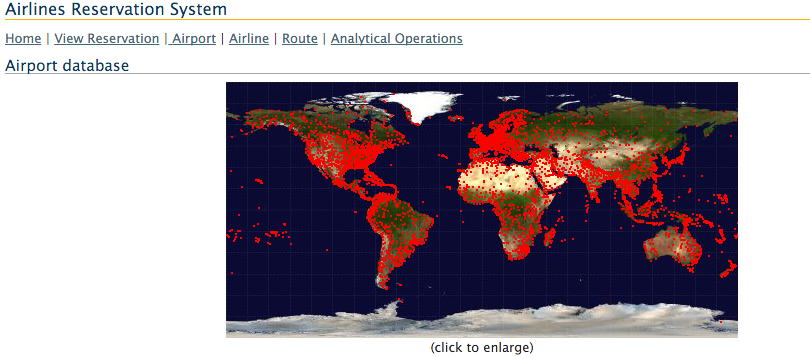 Airlines Reservation System
Home | View Reservation | Airport | Airline | Route | Analytical Operations
Airport database
(click to enlarge)